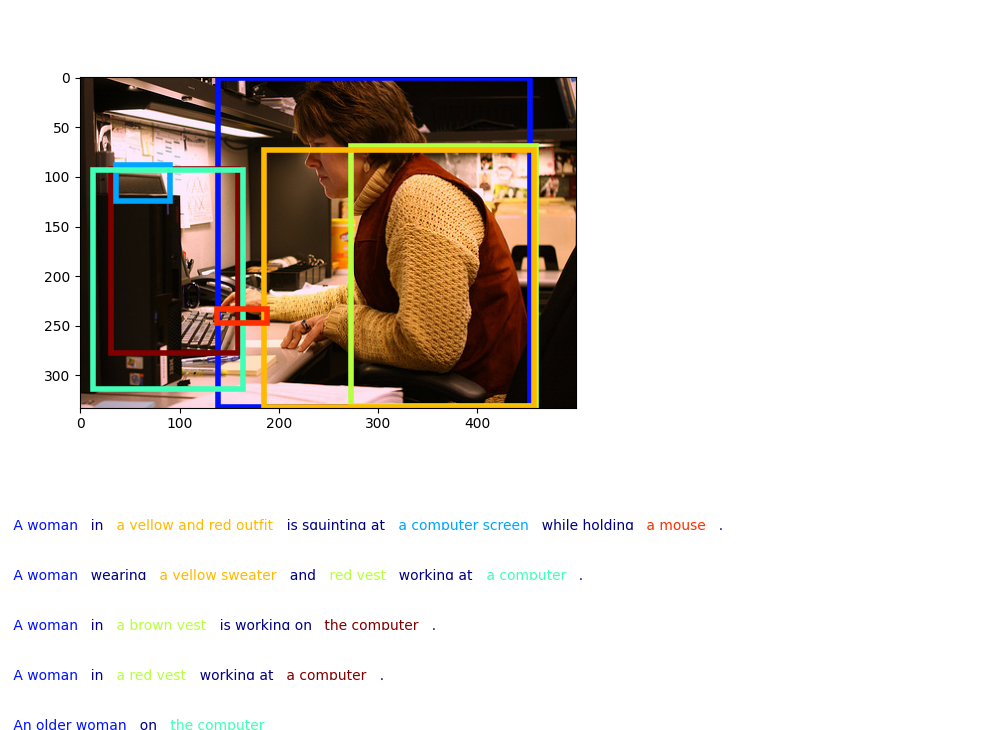 0
50
100
150
200
250
300
0 100 200 300 400
A woman in a yellow and red outfit is squinting at a computer screen while holding a mouse .
A woman wearing a yellow sweater and red vest working at a computer .
A woman in a brown vest is working on the computer .
A woman in a red vest working at a computer .
An older woman on the computer